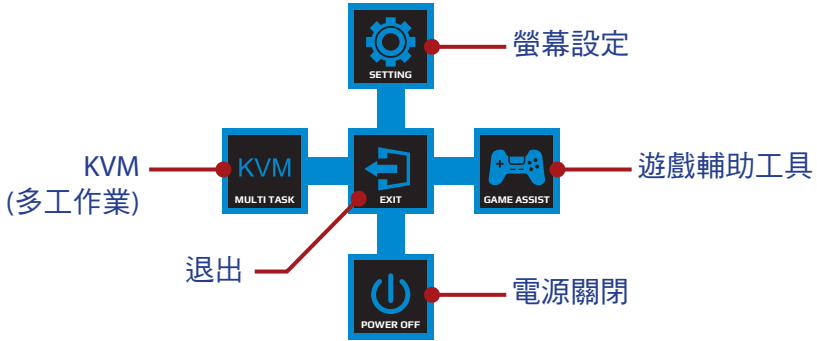 SETTING
螢幕設定
KVM
(多工作業)
KVM
MULTI TASK
EXIT
GAME ASSIST
遊戲輔助工具
退出
POWER OFF
電源關閉